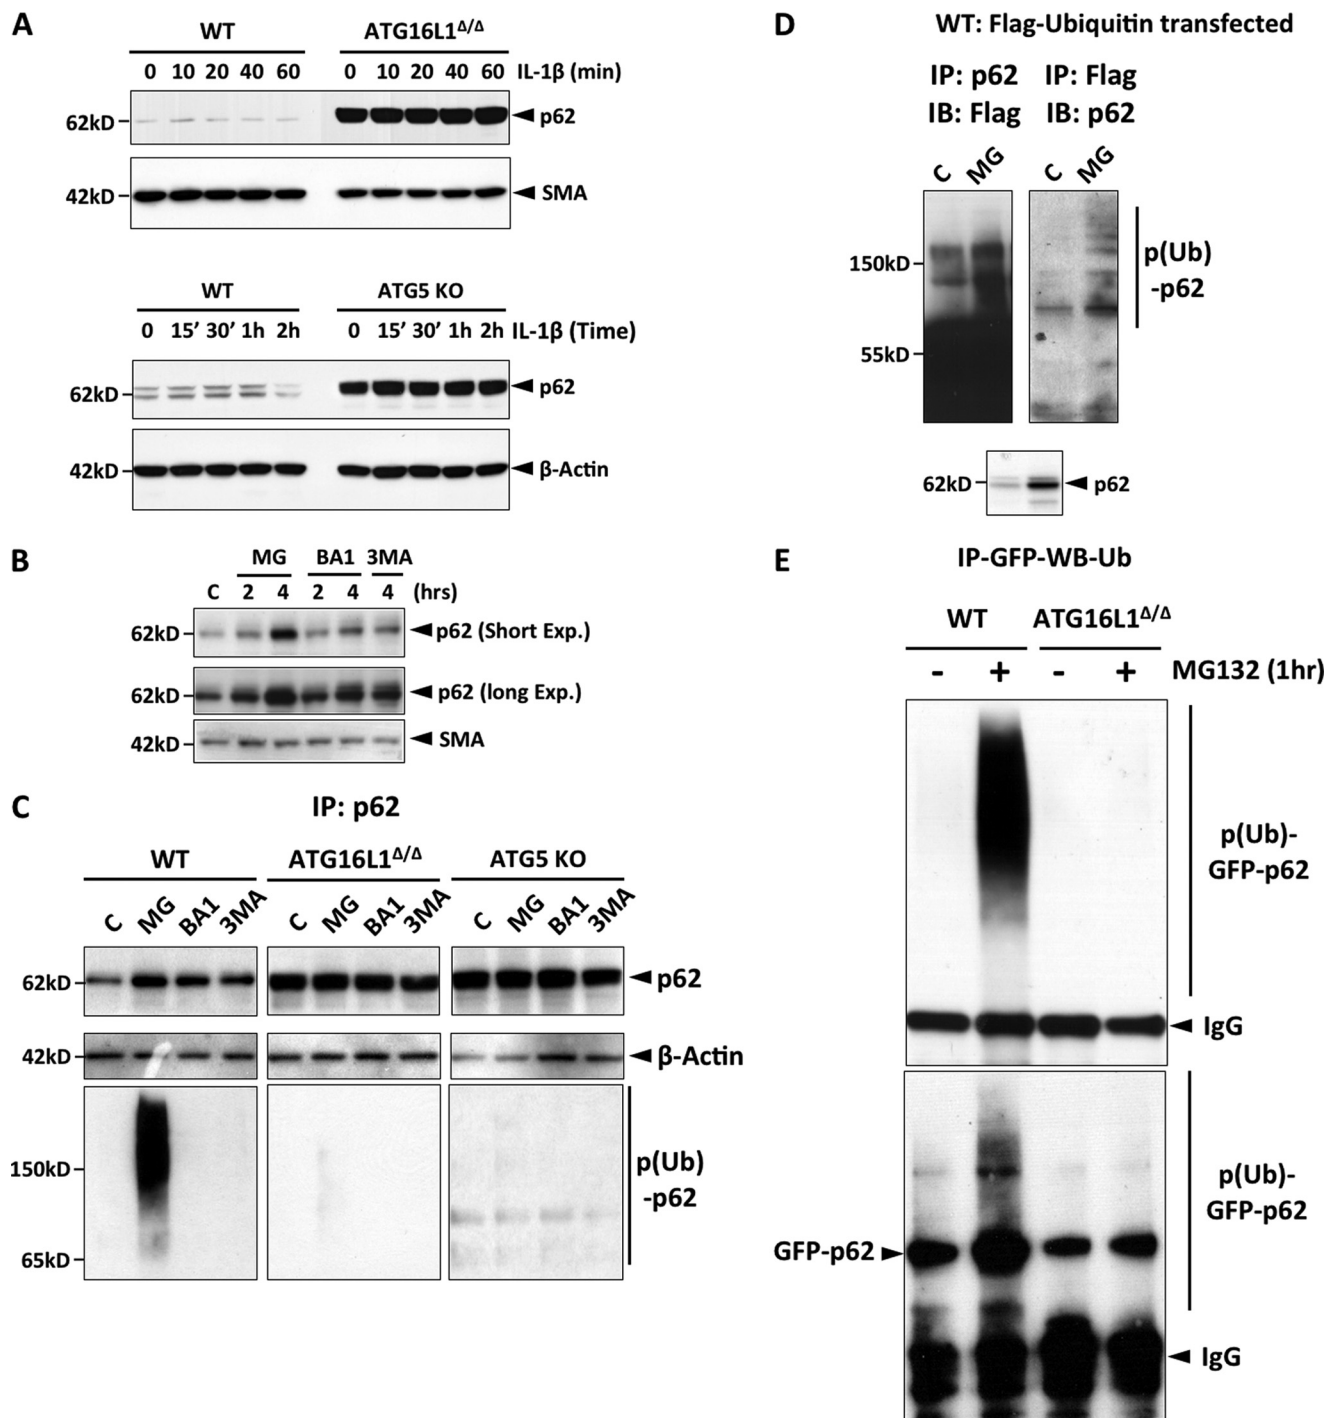 A
WT ATG16L1Δ/Δ
0 10 20 40 60 0 10 20 40 60 IL-1β (min)
62kD p62
42kD SMA
WT ATG5 KO
0 15’ 30’ 1h 2h 0 15’ 30’ 1h 2h IL-1β (Time)
62kD p62
42kD β-Actin
B
MG BA1 3MA
C 2 4 2 4 4 (hrs)
62kD p62 (Short Exp.)
62kD p62 (long Exp.)
42kD SMA
C
IP: p62
WT ATG16L1Δ/Δ ATG5 KO
C MG BA1 3MA C MG BA1 3MA C MG BA1 3MA
62kD p62
42kD β-Actin
150kD p(Ub)
-p62
65kD
D
WT: Flag-Ubiquitin transfected
IP: p62 IP: Flag
IB: Flag IB: p62
C MG C MG
150kD p(Ub)
-p62
55kD
62kD p62
E
IP-GFP-WB-Ub
WT ATG16L1Δ/Δ
- + - + MG132 (1hr)
p(Ub)-
GFP-p62
IgG
p(Ub)-
GFP-p62
GFP-p62
IgG